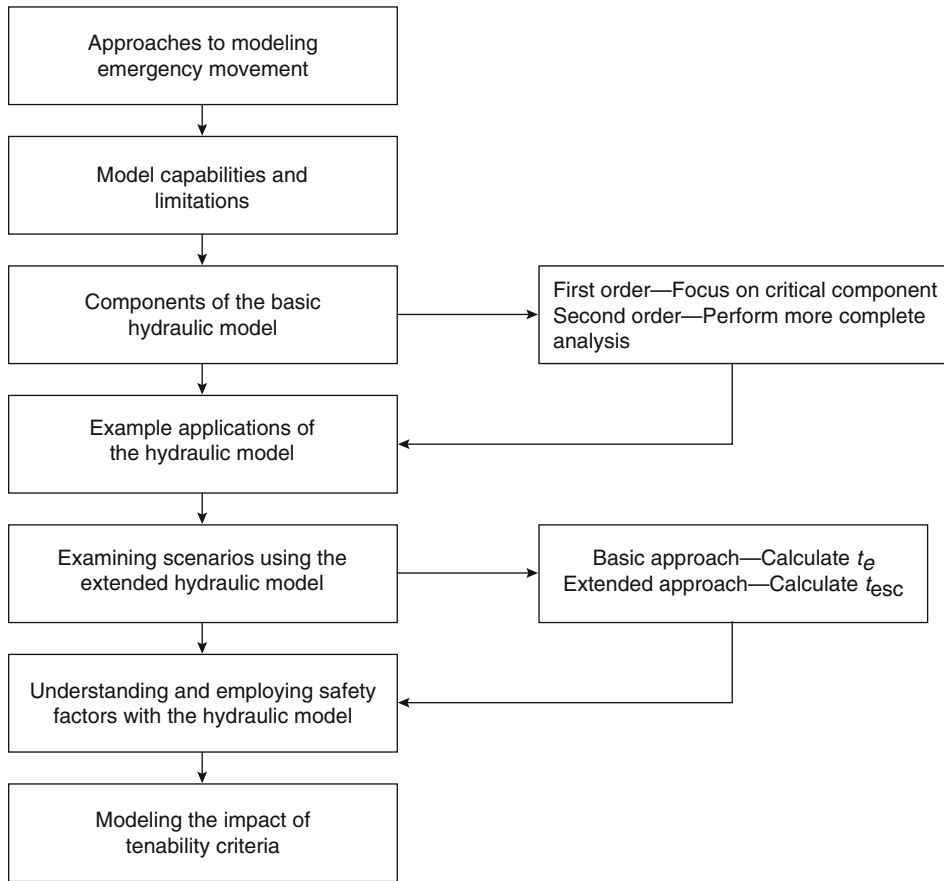 Approaches to modeling
emergency movement
Model capabilities and
limitations
Components of the basic
hydraulic model
First order—Focus on critical component
Second order—Perform more complete
analysis
Example applications of
the hydraulic model
Examining scenarios using the
extended hydraulic model
Basic approach—Calculate te
Extended approach—Calculate tesc
Understanding and employing safety
factors with the hydraulic model
Modeling the impact of
tenability criteria